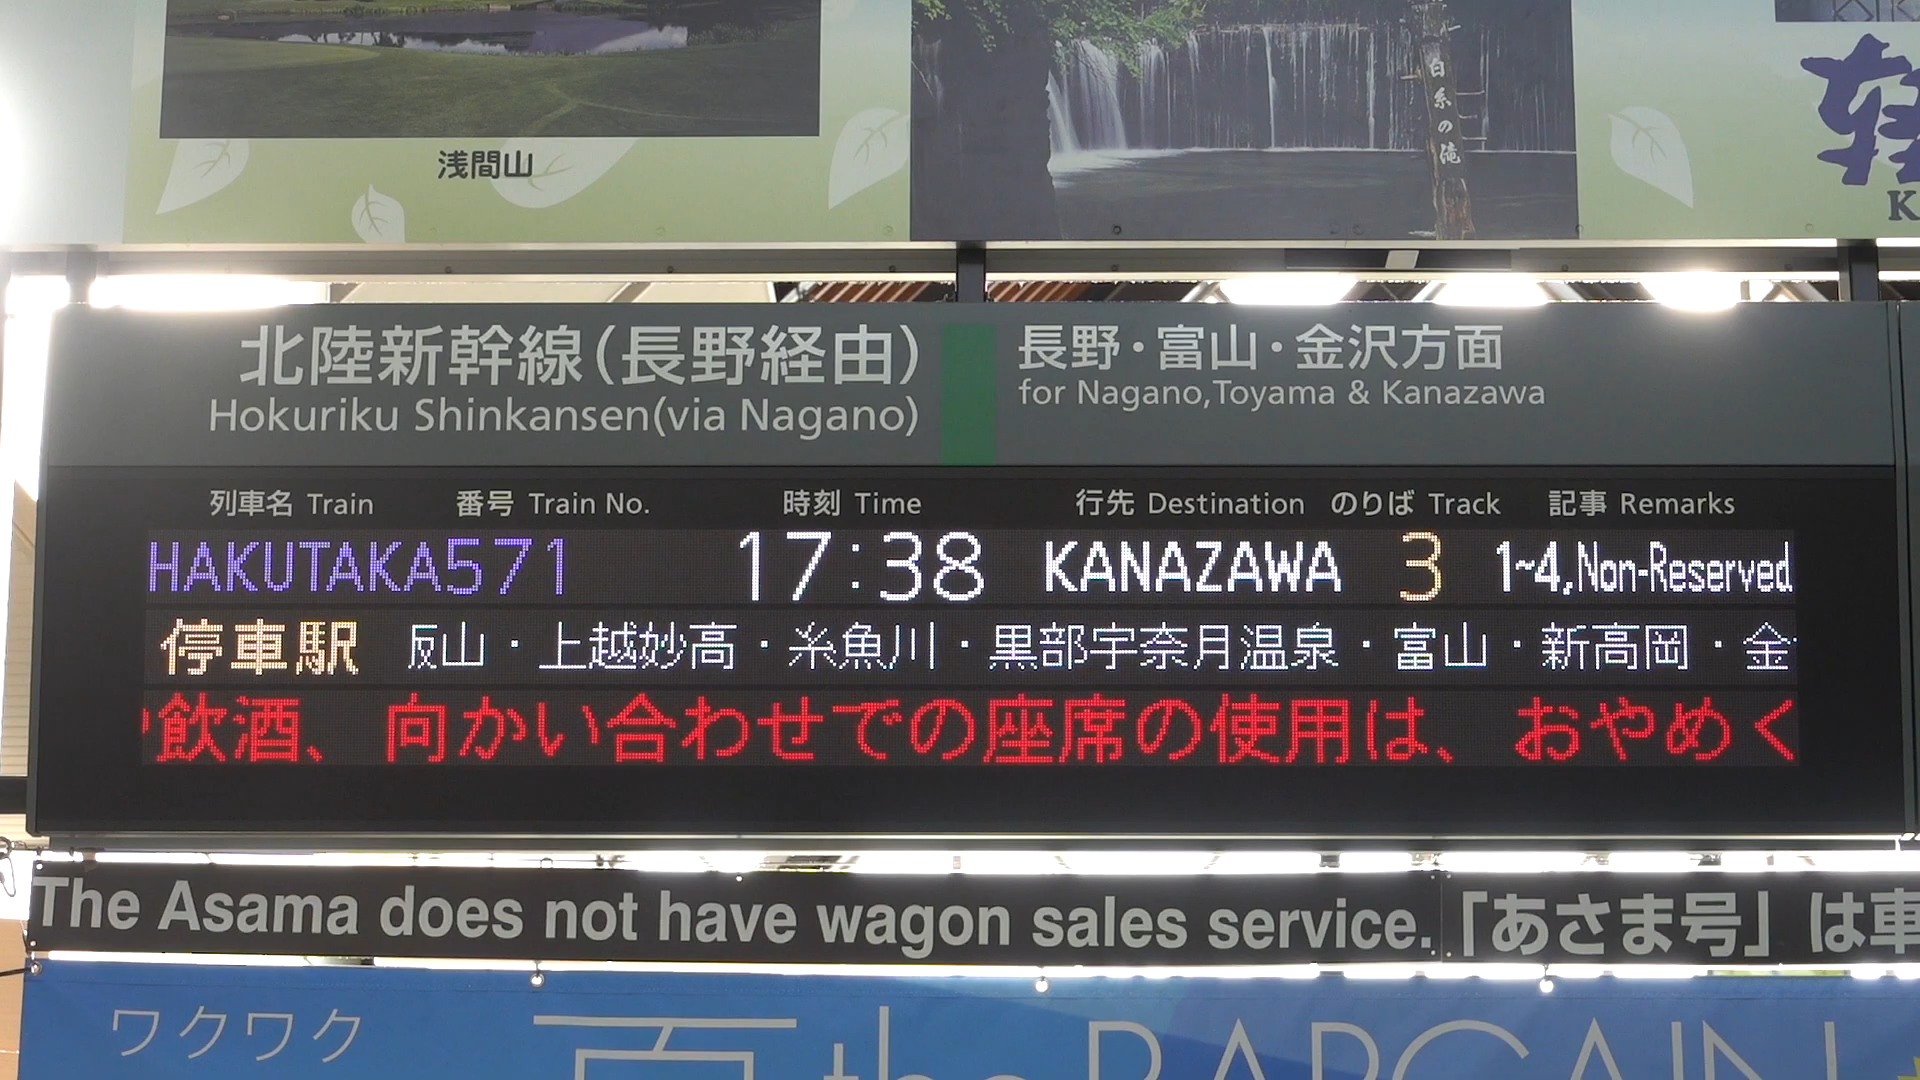 浅間山
白糸の滝
軽
K
北陸新幹線(長野経由)
Hokuriku Shinkansen(via Nagano)
長野・富山・金沢方面
for Nagano,Toyama & Kanazawa
列車名 Train 番号 Train No. 時刻 Time 行先 Destination のりば Track 記事 Remarks
HAKUTAKA571 17:38 KANAZAWA 3 1~4,Non-Reserved
停車駅 山・上越妙高・糸魚川・黒部宇奈月温泉・富山・新高岡・金
飲酒、向かい合わせでの座席の使用は、おやめく
The Asama does not have wagon sales service.「あさま号」は車
ワクワク
夏 the BARGAIN